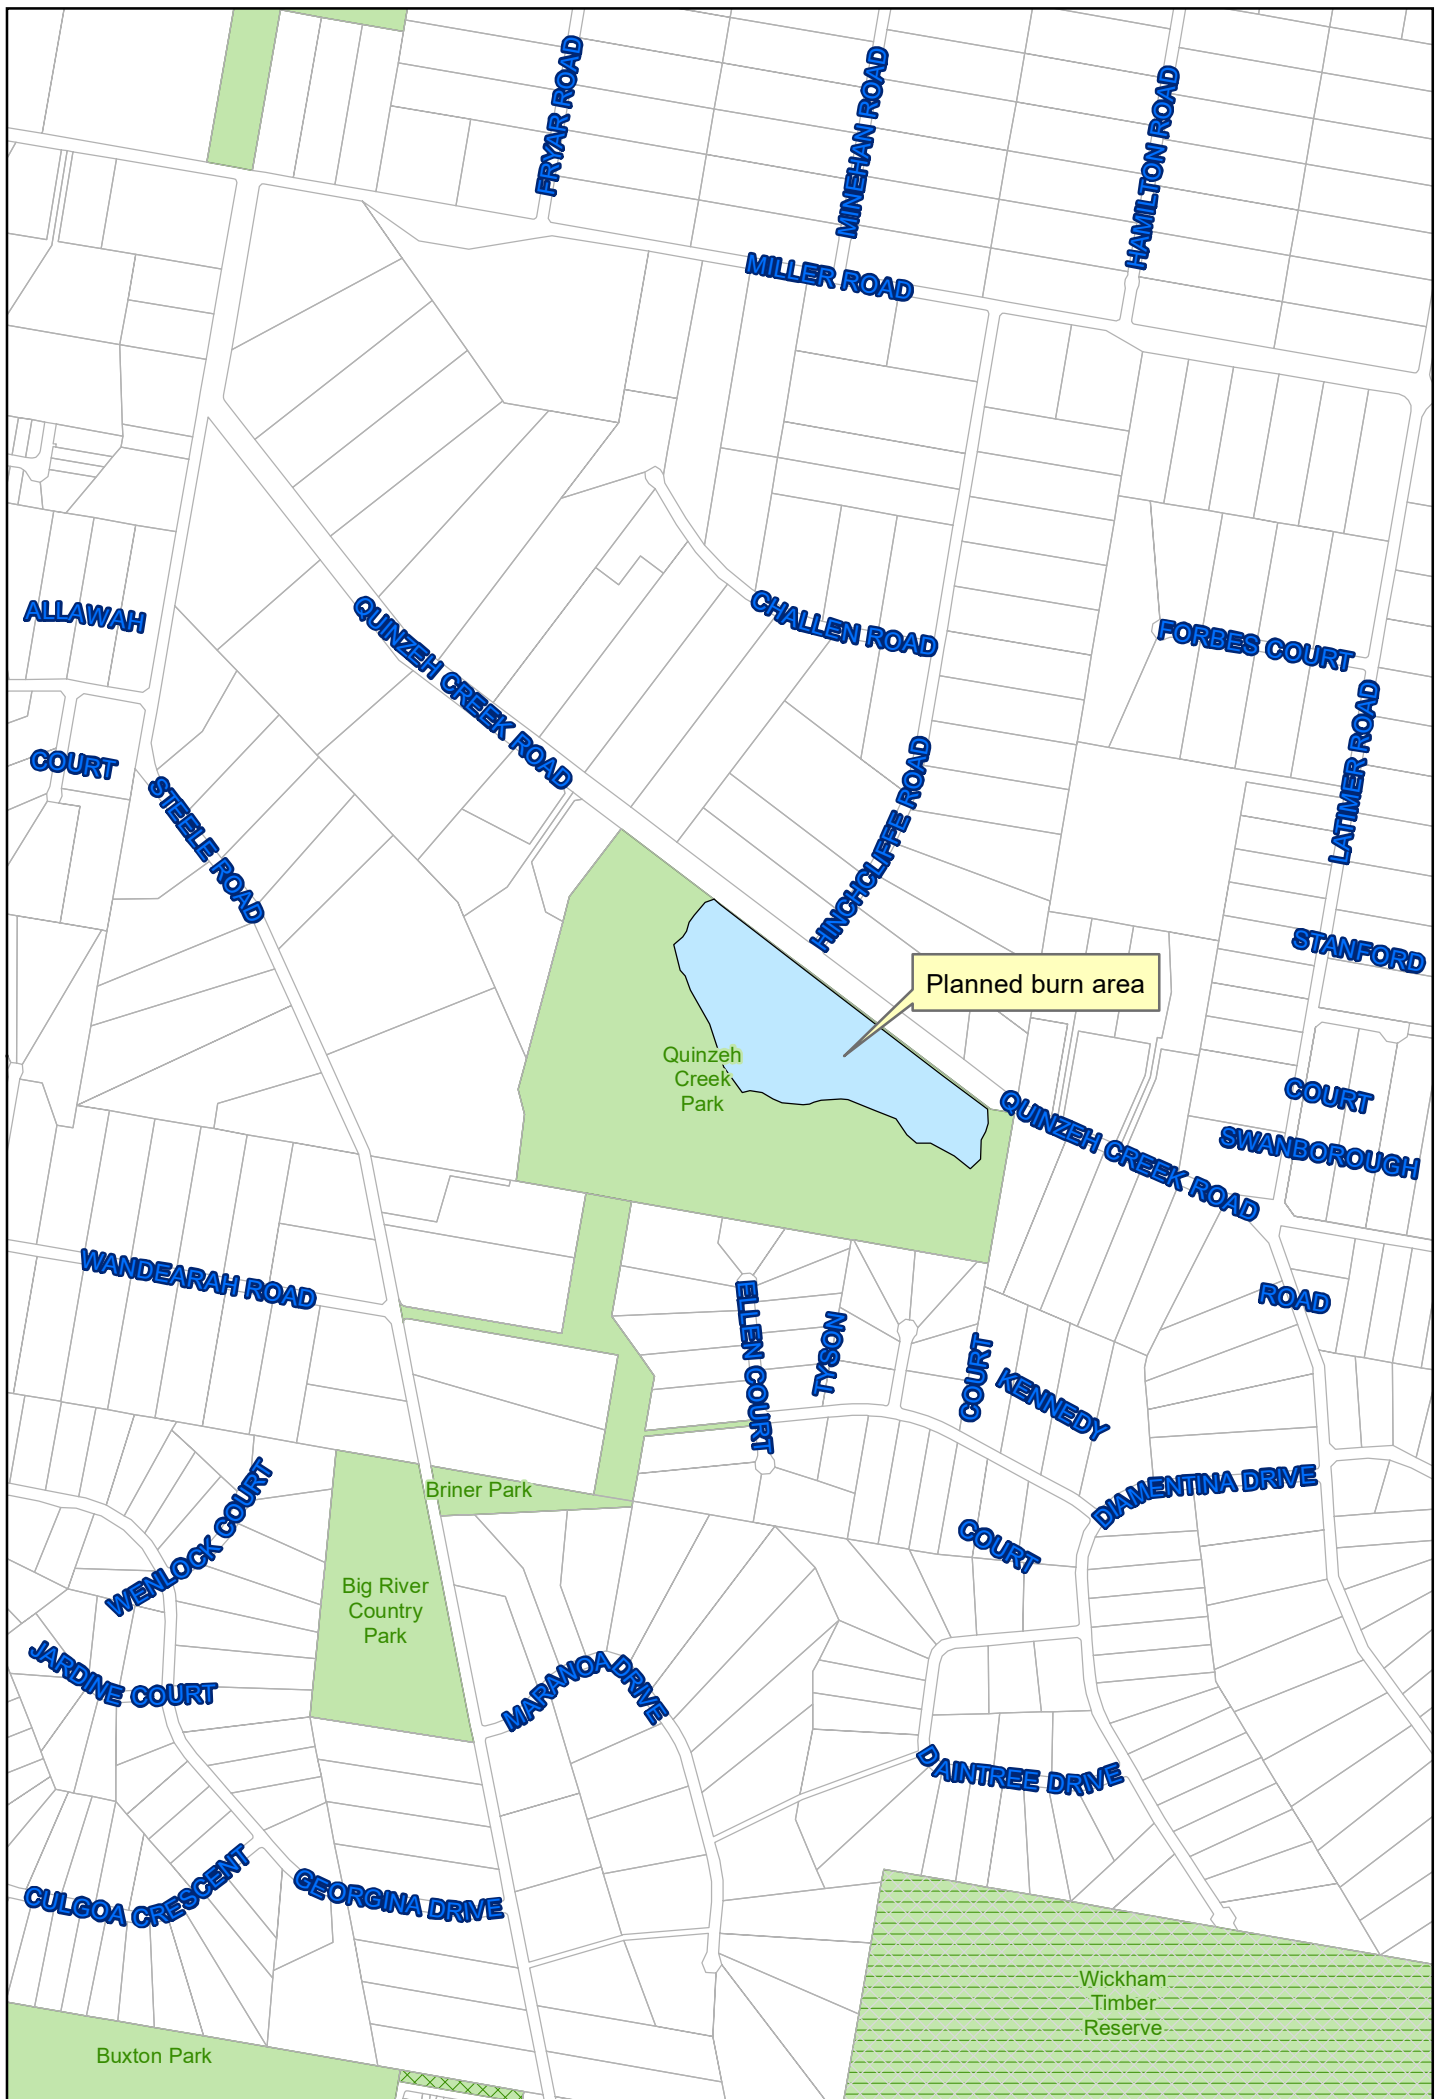 FRYAR ROAD
MINEHAN ROAD
HAMILTON ROAD
MILLER ROAD
ALLAWAH
QUINZEH CREEK ROAD
CHALLEN ROAD
FORBES COURT
LATIMER ROAD
COURT
STEELE ROAD
HINCHCLIFFE ROAD
STANFORD
Planned burn area
Quinzeh
Creek
Park
COURT
QUINZEH CREEK ROAD
SWANBOROUGH
WANDEARAH ROAD
ROAD
ELLEN COURT
TYSON
COURT
KENNEDY
WENLOCK COURT
Briner Park
DIAMENTINA DRIVE
COURT
Big River
Country
Park
JARDINE COURT
MARANOA DRIVE
DAINTREE DRIVE
CULGOA CRESCENT
GEORGINA DRIVE
Wickham
Timber
Reserve
Buxton Park